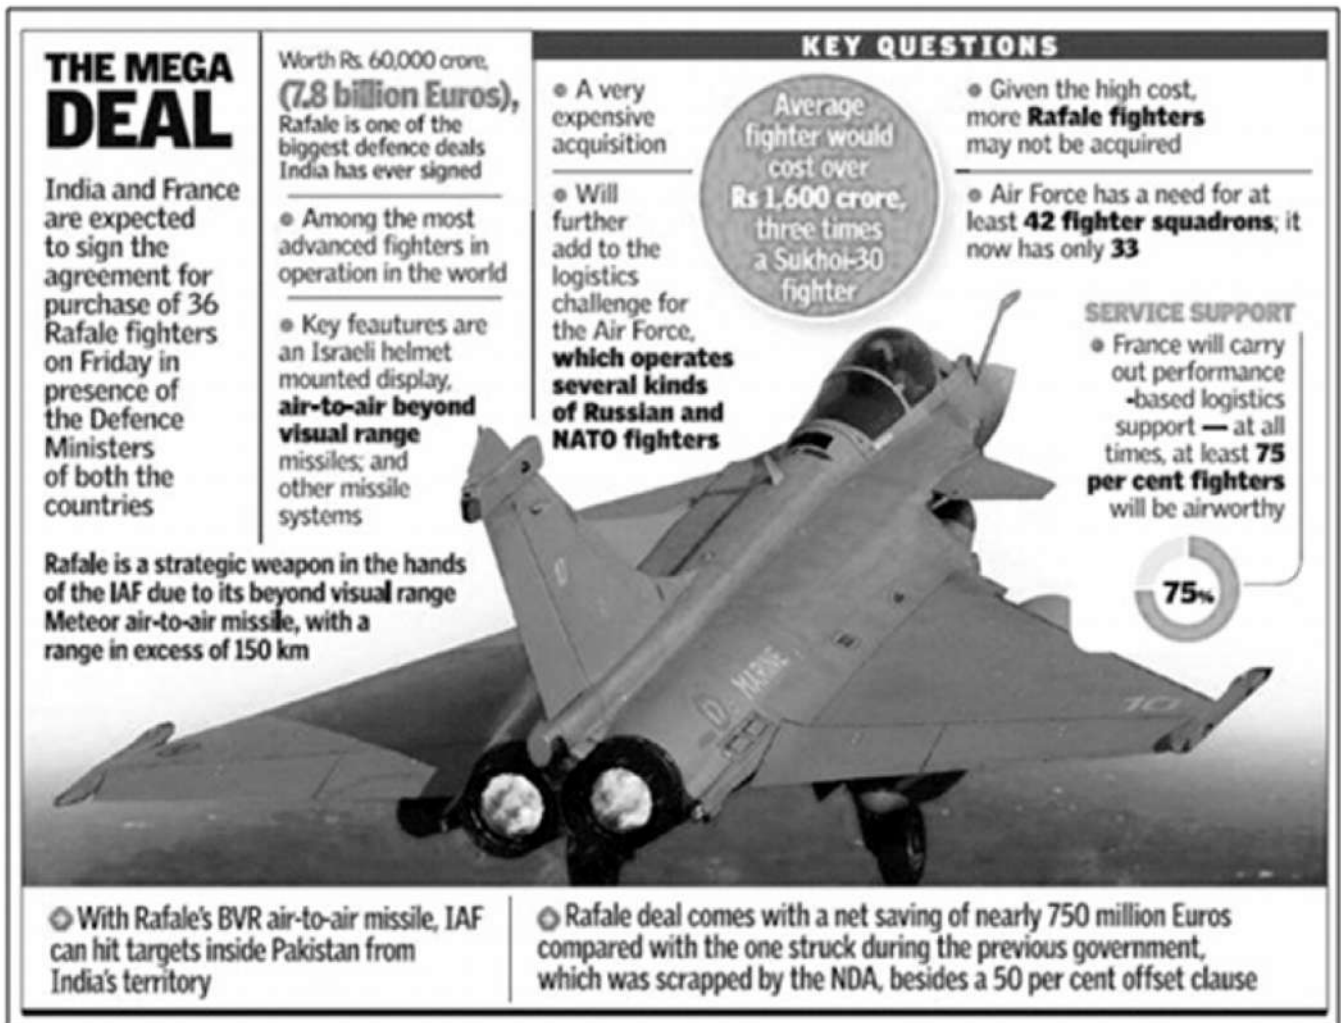 THE MEGA
DEAL
India and France
are expected
to sign the
agreement for
purchase of 36
Rafale fighters
on Friday in
presence of
the Defence
Ministers
of both the
countries
Worth Rs. 60,000 crore,
(7.8 billion Euros),
Rafale is one of the
biggest defence deals
India has ever signed
Among the most
advanced fighters in
operation in the world
Key feautures are
an Israeli helmet
mounted display,
air-to-air beyond
visual range
missiles; and
other missile
systems
Rafale is a strategic weapon in the hands
of the IAF due to its beyond visual range
Meteor air-to-air missile, with a
range in excess of 150 km
KEY QUESTIONS
A very
expensive
acquisition
Will
further
add to the
logistics
challenge for
the Air Force,
which operates
several kinds
of Russian and
NATO fighters
Average
fighter would
cost over
Rs 1,600 crore,
three times
a Sukhoi-30
fighter
Given the high cost,
more Rafale fighters
may not be acquired
Air Force has a need for at
least 42 fighter squadrons; it
now has only 33
SERVICE SUPPORT
France will carry
out performance
-based logistics
support — at all
times, at least 75
per cent fighters
will be airworthy
75%
MARINE
10
With Rafale's BVR air-to-air missile, IAF
can hit targets inside Pakistan from
India's territory
Rafale deal comes with a net saving of nearly 750 million Euros
compared with the one struck during the previous government,
which was scrapped by the NDA, besides a 50 per cent offset clause